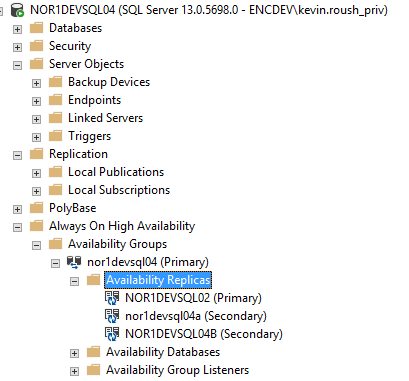 NOR1DEVSQL04 (SQL Server 13.0.5698.0 - ENCDEV\kevin.roush_priv)
Databases
Security
Server Objects
Backup Devices
Endpoints
Linked Servers
Triggers
Replication
Local Publications
Local Subscriptions
PolyBase
Always On High Availability
Availability Groups
nor1devsql04 (Primary)
Availability Replicas
NOR1DEVSQL02 (Primary)
nor1devsql04a (Secondary)
NOR1DEVSQL04B (Secondary)
Availability Databases
Availability Group Listeners